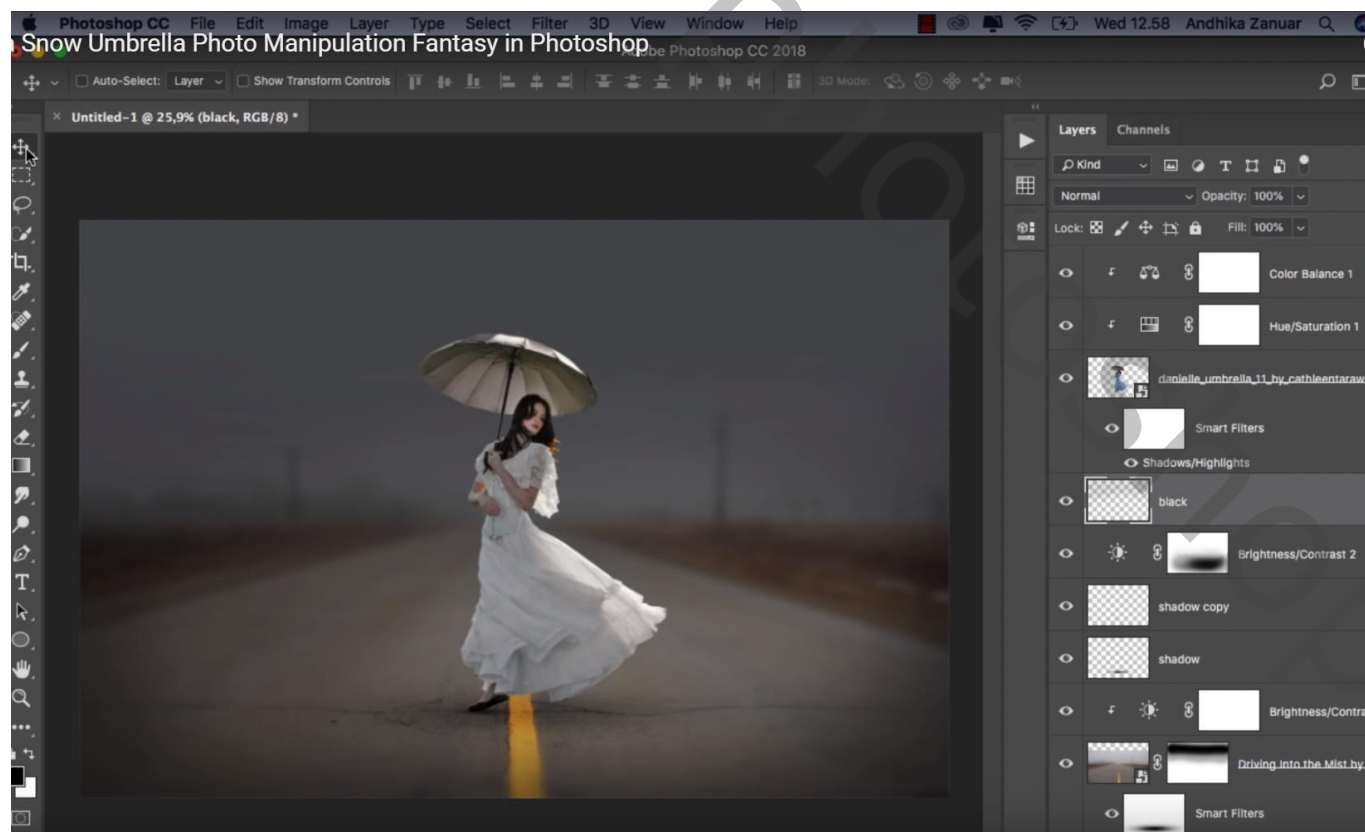 Photoshop CC File Edit Image Layer Type Select Filter 3D View Window Help Wed 12.58 Andhika Zanuar
Snow Umbrella Photo Manipulation Fantasy in Photoshop
Adobe Photoshop CC 2018
Auto-Select: Layer Show Transform Controls 3D Mode:
Untitled-1 @ 25,9% (black, RGB/8) *
Layers Channels
Kind
Normal Opacity: 100%
Lock: Fill: 100%
Color Balance 1
Hue/Saturation 1
danielle_umbrella_11_by_cathleentaraw
Smart Filters
Shadows/Highlights
black
Brightness/Contrast 2
shadow copy
shadow
Brightness/Contra
Driving into the Mist by
Smart Filters